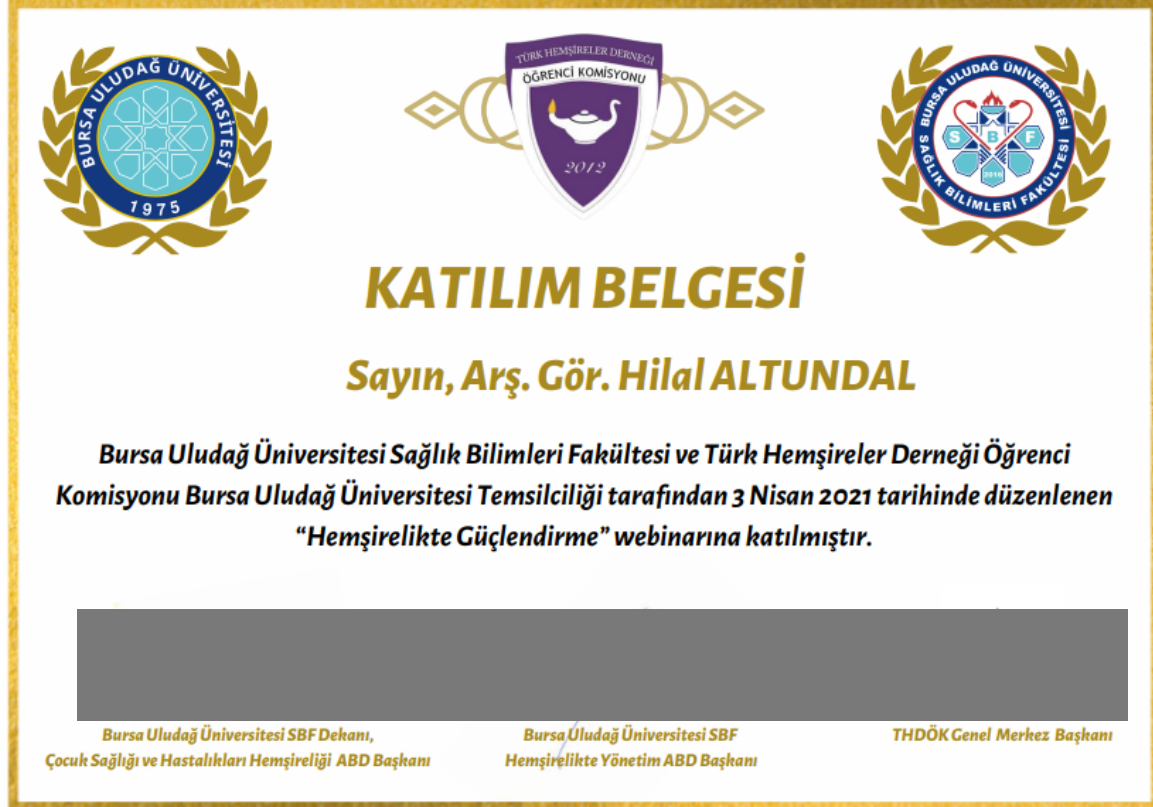 BURSA ULUDAĞ ÜNİVERSİTESİ
1975
TÜRK HEMŞİRELER DERNEĞİ
ÖĞRENCİ KOMİSYONU
2012
BURSA ULUDAĞ ÜNİVERSİTESİ
SAĞLIK BİLİMLERİ FAKÜLTESİ
S B F
2016
KATILIM BELGESİ
Sayın, Arş. Gör. Hilal ALTUNDAL
Bursa Uludağ Üniversitesi Sağlık Bilimleri Fakültesi ve Türk Hemşireler Derneği Öğrenci
Komisyonu Bursa Uludağ Üniversitesi Temsilciliği tarafından 3 Nisan 2021 tarihinde düzenlenen
“Hemşirelikte Güçlendirme” webinarına katılmıştır.
Bursa Uludağ Üniversitesi SBF Dekanı,
Çocuk Sağlığı ve Hastalıkları Hemşireliği ABD Başkanı
Bursa Uludağ Üniversitesi SBF
Hemşirelikte Yönetim ABD Başkanı
THDÖK Genel Merkez Başkanı